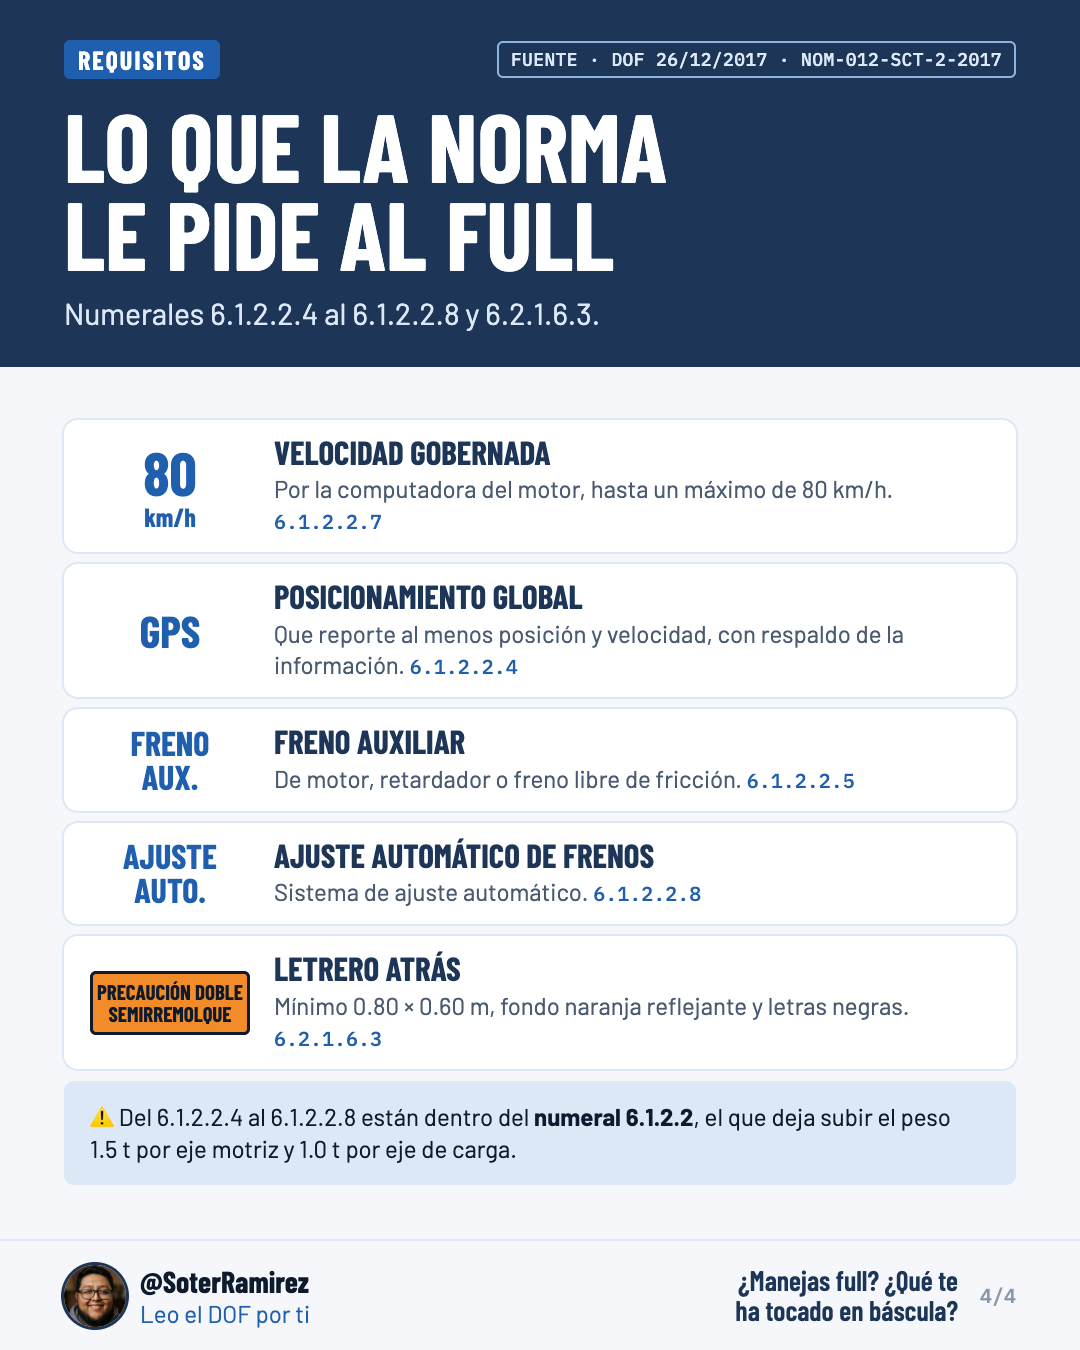 REQUISITOS
FUENTE · DOF 26/12/2017 · NOM-012-SCT-2-2017
LO QUE LA NORMA
LE PIDE AL FULL
Numerales 6.1.2.2.4 al 6.1.2.2.8 y 6.2.1.6.3.
80
km/h
VELOCIDAD GOBERNADA
Por la computadora del motor, hasta un máximo de 80 km/h.
6.1.2.2.7
GPS
POSICIONAMIENTO GLOBAL
Que reporte al menos posición y velocidad, con respaldo de la
información. 6.1.2.2.4
FRENO
AUX.
FRENO AUXILIAR
De motor, retardador o freno libre de fricción. 6.1.2.2.5
AJUSTE
AUTO.
AJUSTE AUTOMÁTICO DE FRENOS
Sistema de ajuste automático. 6.1.2.2.8
PRECAUCIÓN DOBLE
SEMIRREMOLQUE
LETRERO ATRÁS
Mínimo 0.80 × 0.60 m, fondo naranja reflejante y letras negras.
6.2.1.6.3
⚠️ Del 6.1.2.2.4 al 6.1.2.2.8 están dentro del numeral 6.1.2.2, el que deja subir el peso
1.5 t por eje motriz y 1.0 t por eje de carga.
@SoterRamirez
Leo el DOF por ti
¿Manejas full? ¿Qué te
ha tocado en báscula?
4/4